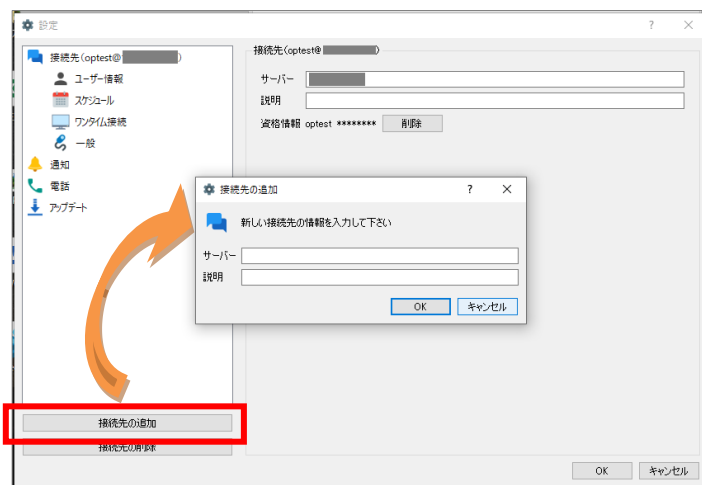 設定
接続先(optest@ )
ユーザー情報
スケジュール
ワンタイム接続
一般
通知
電話
アップデート
接続先の追加
接続先の削除
接続先(optest@ )
サーバー
説明
資格情報 optest ******** 削除
接続先の追加
新しい接続先の情報を入力して下さい
サーバー
説明
OK キャンセル
OK キャンセル